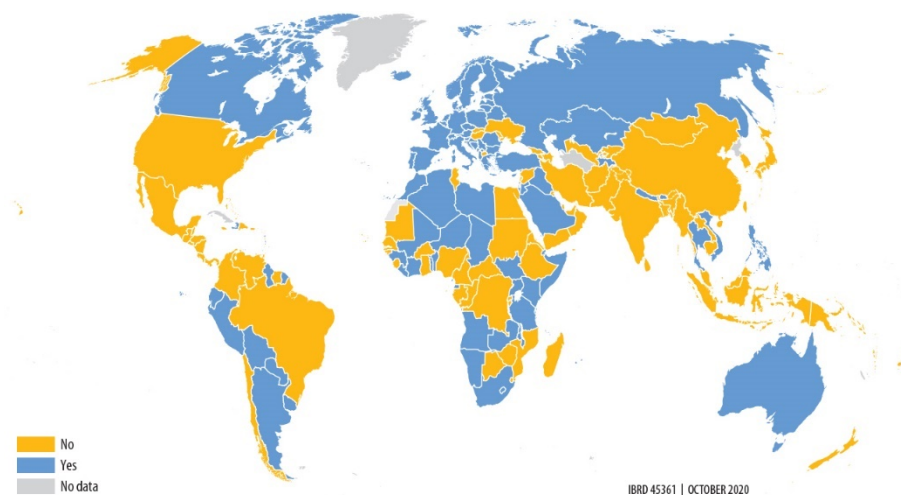 No
Yes
No data
IBRD 45361 | OCTOBER 2020